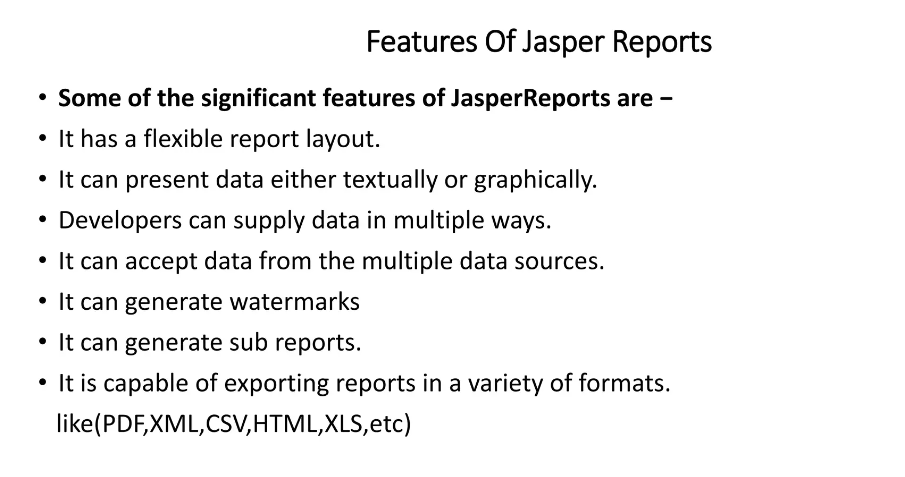 Features Of Jasper Reports
• Some of the significant features of JasperReports are −
• It has a flexible report layout.
• It can present data either textually or graphically.
• Developers can supply data in multiple ways.
• It can accept data from the multiple data sources.
• It can generate watermarks
• It can generate sub reports.
• It is capable of exporting reports in a variety of formats.
like(PDF,XML,CSV,HTML,XLS,etc)